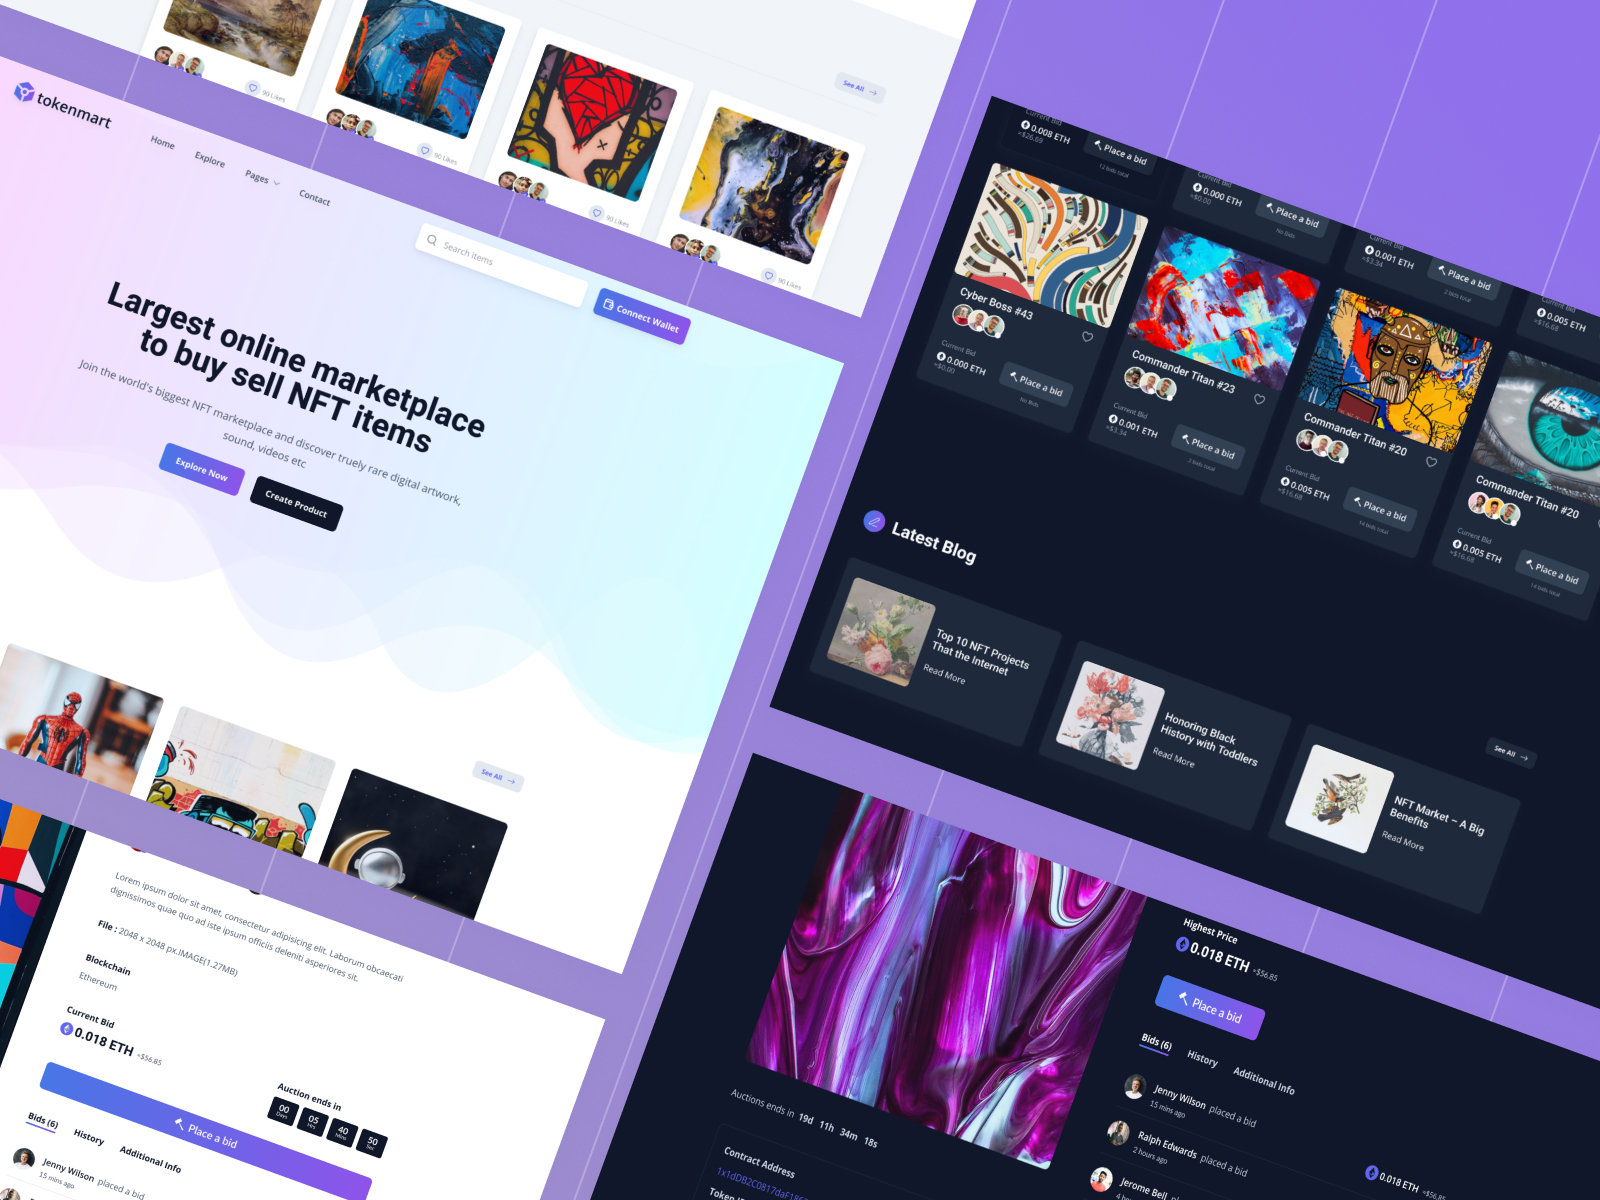 See All
90 Likes
90 Likes
90 Likes
90 Likes
tokenmart
Home
Explore
Pages
Contact
Search items
Connect Wallet
Largest online marketplace
to buy sell NFT items
Join the world's biggest NFT marketplace and discover truely rare digital artwork,
sound, videos etc
Explore Now
Create Product
See All
Lorem ipsum dolor sit amet, consectetur adipisicing elit. Laborum obcaecati
dignissimos quae quo ad iste ipsum officiis deleniti asperiores sit.
File : 2048 x 2048 px.IMAGE(1.27MB)
Blockchain
Ethereum
Current Bid
0.018 ETH ≈$56.85
Auction ends in
00 Days
05 Hrs
40 Mins
50 Sec
Place a bid
Bids (6)
History
Additional Info
Jenny Wilson placed a bid
15 mins ago
Current Bid
0.008 ETH
≈$26.69
Place a bid
12 bids total
Current Bid
0.000 ETH
≈$0.00
Place a bid
No Bids
Current Bid
0.001 ETH
≈$3.34
Place a bid
2 bids total
0.005 ETH
≈$16.68
Cyber Boss #43
Current Bid
0.000 ETH
≈$0.00
Place a bid
No Bids
Commander Titan #23
Current Bid
0.001 ETH
≈$3.34
Place a bid
2 bids total
Commander Titan #20
Current Bid
0.005 ETH
≈$16.68
Place a bid
14 bids total
Commander Titan #20
Current Bid
0.005 ETH
≈$16.68
Place a bid
14 bids total
Latest Blog
Top 10 NFT Projects
That the Internet
Read More
Honoring Black
History with Toddlers
Read More
See All
NFT Market – A Big
Benefits
Read More
Highest Price
0.018 ETH ≈$56.85
Place a bid
Bids (6)
History
Additional Info
Jenny Wilson placed a bid
15 mins ago
Ralph Edwards placed a bid
2 hours ago
0.018 ETH ≈$56.85
Jerome Bell
Auctions ends in 19d 11h 34m 18s
Contract Address